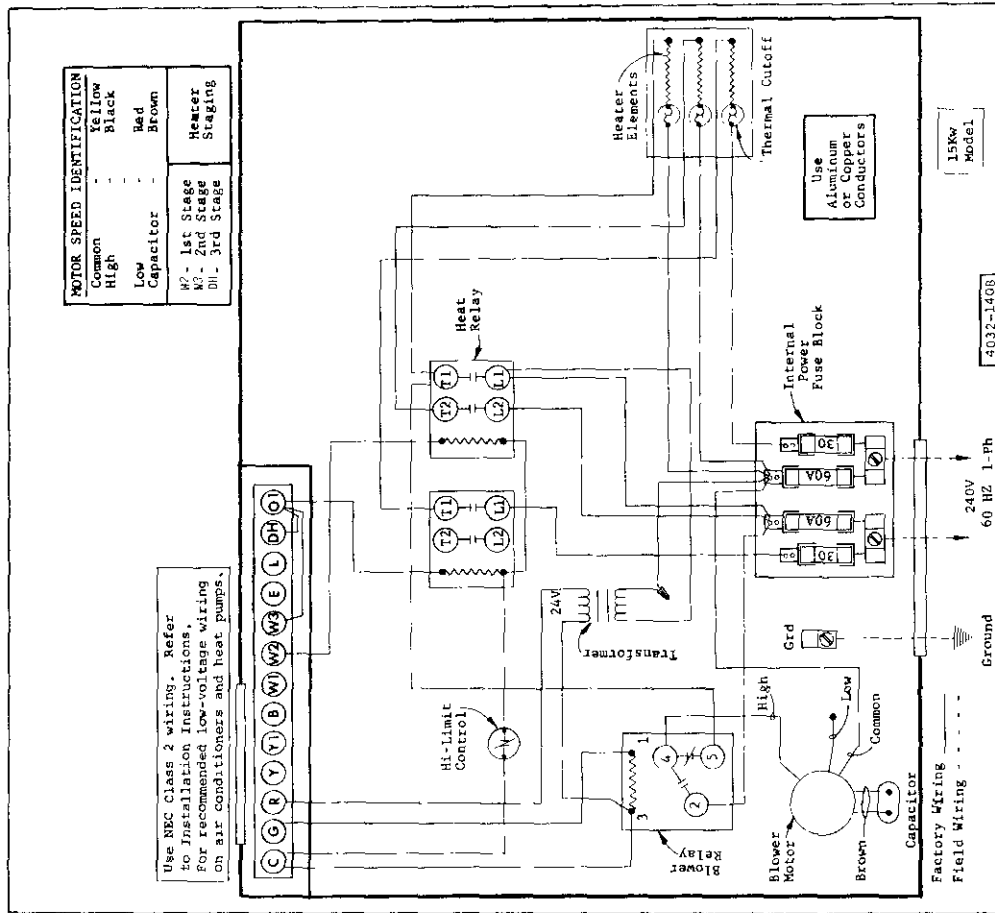 MOTOR SPEED IDENTIFICATION
Common - Yellow
High - Black
-
Low - Red
Capacitor - Brown
W2 - 1st Stage
W3 - 2nd Stage
DH - 3rd Stage
Heater
Staging
Use NEC Class 2 wiring. Refer
to Installation Instructions.
For recommended low-voltage wiring
on air conditioners and heat pumps.
C G R Y Y1 B W1 W2 W3 E L DH O1
Heater
Elements
Thermal Cutoff
Heat
Relay
T1 T2 L1 L2
T1 T2 L1 L2
Hi-Limit
Control
24V
Transformer
Blower
Relay
1
3
4
5
2
Use
Aluminum
or Copper
Conductors
Internal
Power
Fuse Block
30 60A 60A 30
Grd
High
Low
Common
Blower
Motor
Brown
Capacitor
Ground
240V
60 HZ 1-Ph
Factory Wiring
Field Wiring - - - - -
15Kw
Model
4032-140B